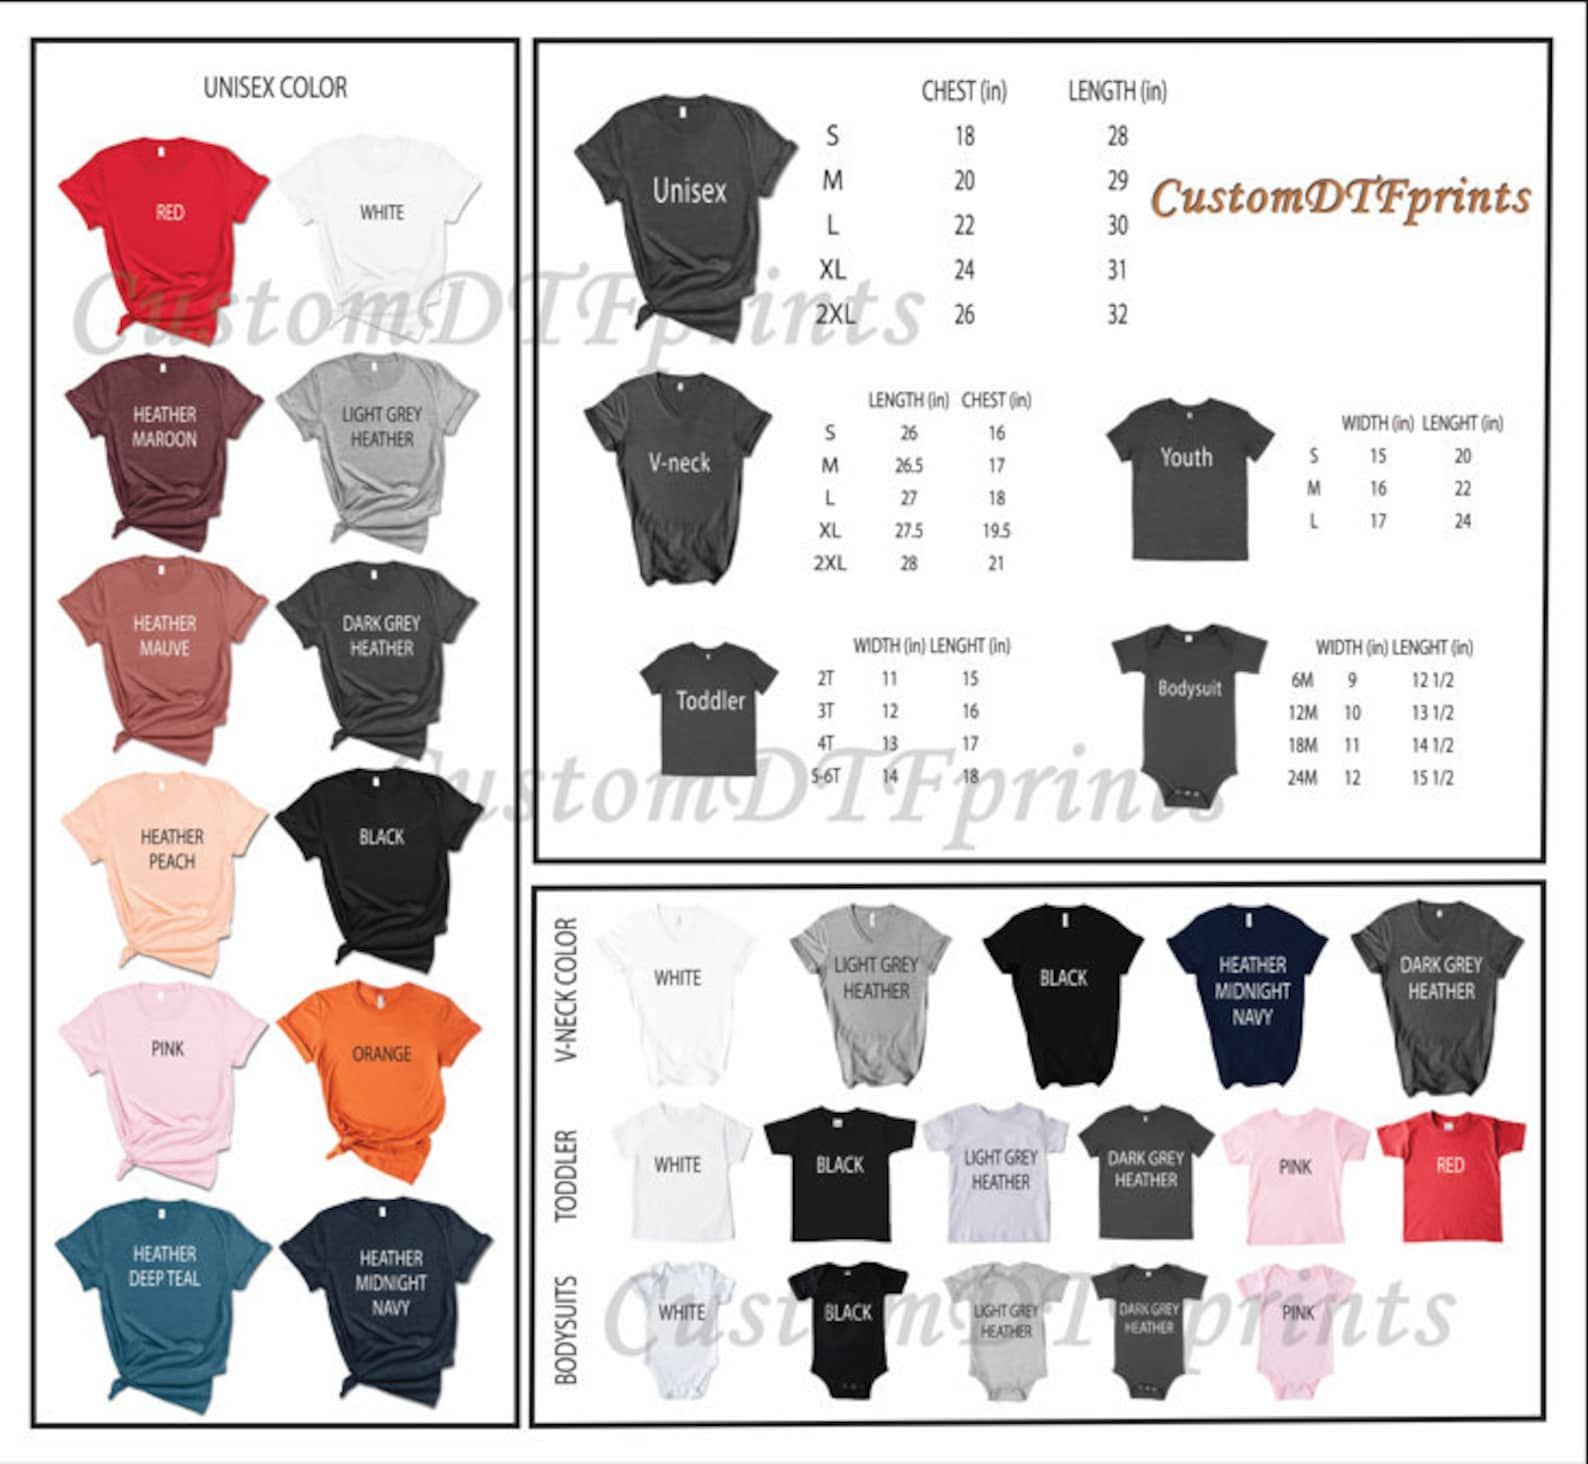 UNISEX COLOR
RED
WHITE
HEATHER
MAROON
LIGHT GREY
HEATHER
HEATHER
MAUVE
DARK GREY
HEATHER
HEATHER
PEACH
BLACK
PINK
ORANGE
HEATHER
DEEP TEAL
HEATHER
MIDNIGHT
NAVY
CustomDTFprints
Unisex
CHEST (in) LENGTH (in)
S 18 28
M 20 29
L 22 30
XL 24 31
2XL 26 32
CustomDTFprints
V-neck
LENGTH (in) CHEST (in)
S 26 16
M 26.5 17
L 27 18
XL 27.5 19.5
2XL 28 21
Youth
WIDTH (in) LENGHT (in)
S 15 20
M 16 22
L 17 24
Toddler
WIDTH (in) LENGHT (in)
2T 11 15
3T 12 16
4T 13 17
5-6T 14 18
Bodysuit
WIDTH (in) LENGHT (in)
6M 9 12 1/2
12M 10 13 1/2
18M 11 14 1/2
24M 12 15 1/2
CustomDTFprints
V-NECK COLOR
WHITE
LIGHT GREY
HEATHER
BLACK
HEATHER
MIDNIGHT
NAVY
DARK GREY
HEATHER
TODDLER
WHITE
BLACK
LIGHT GREY
HEATHER
DARK GREY
HEATHER
PINK
RED
BODYSUITS
WHITE
BLACK
LIGHT GREY
HEATHER
DARK GREY
HEATHER
PINK
CustomDTFprints